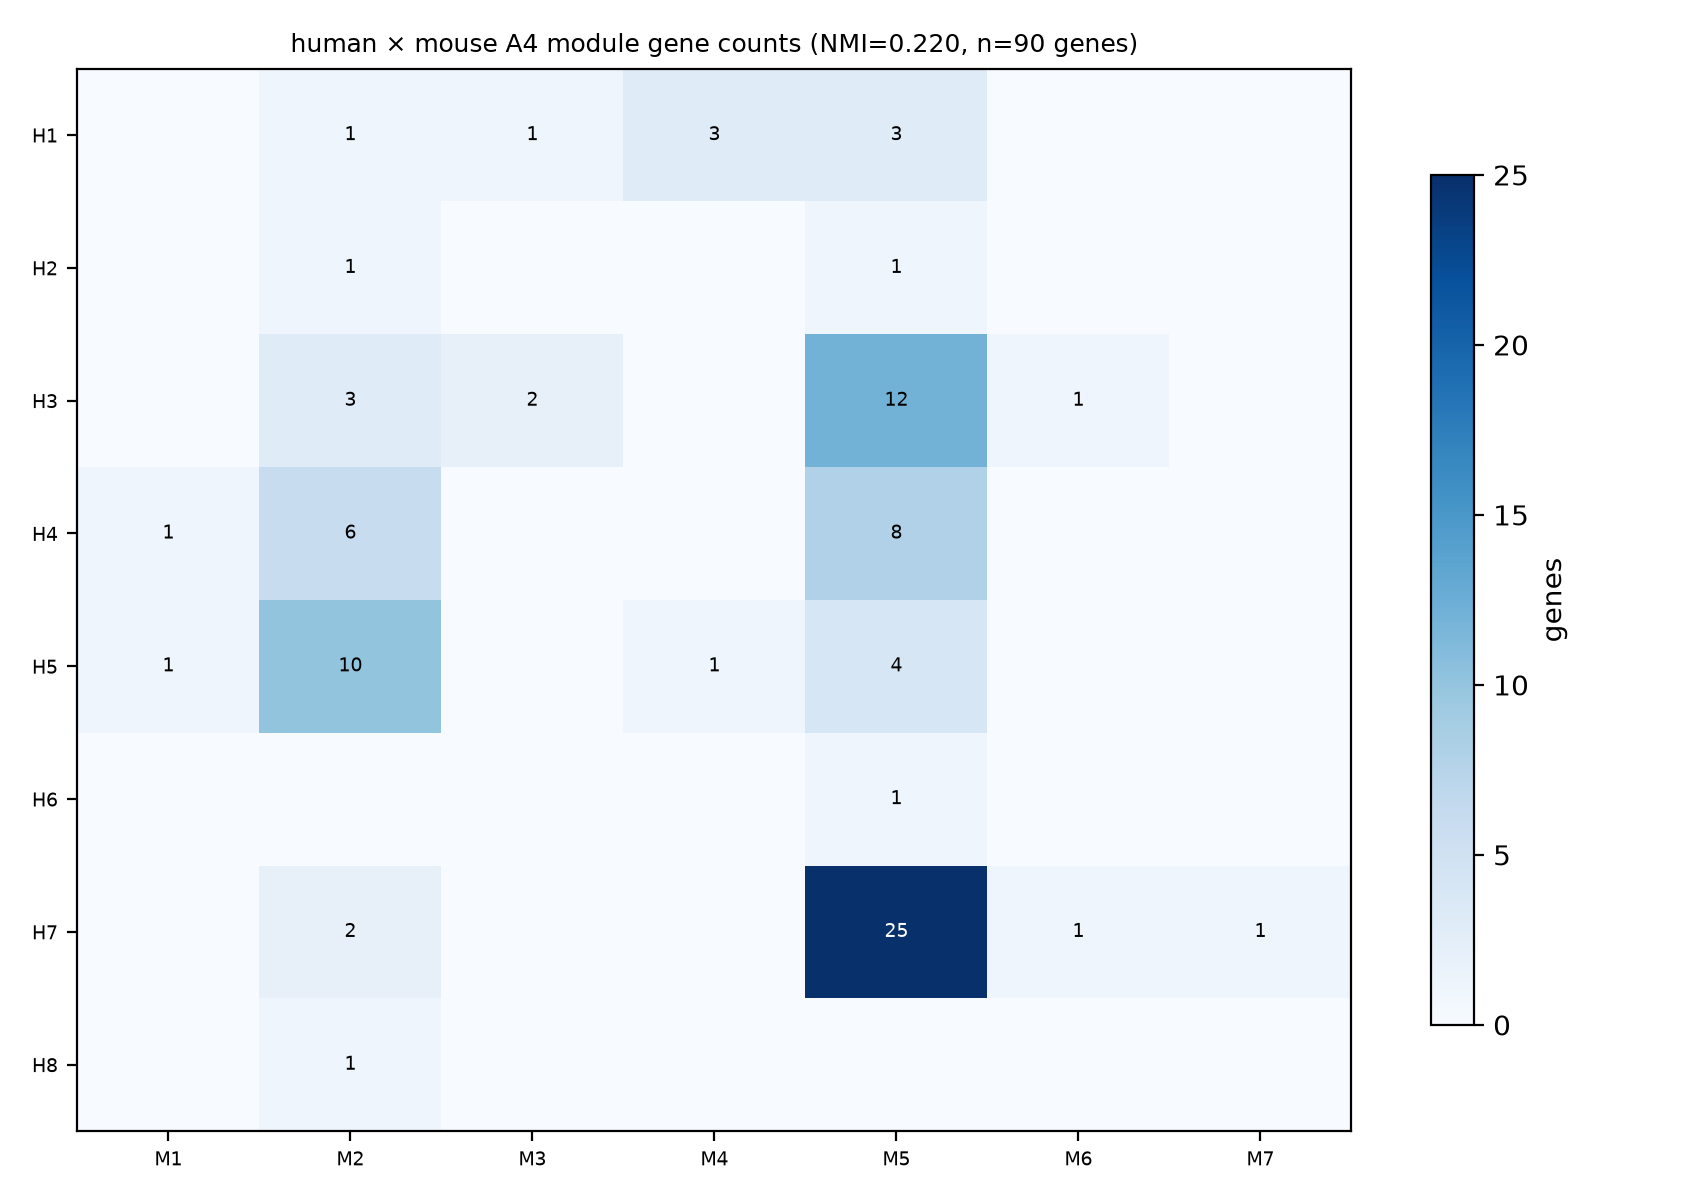 human × mouse A4 module gene counts (NMI=0.220, n=90 genes)
H1 1 1 3 3
H2 1 1
H3 3 2 12 1
H4 1 6 8
H5 1 10 1 4
H6 1
H7 2 25 1 1
H8 1
M1 M2 M3 M4 M5 M6 M7
25
20
15
10
5
0
genes